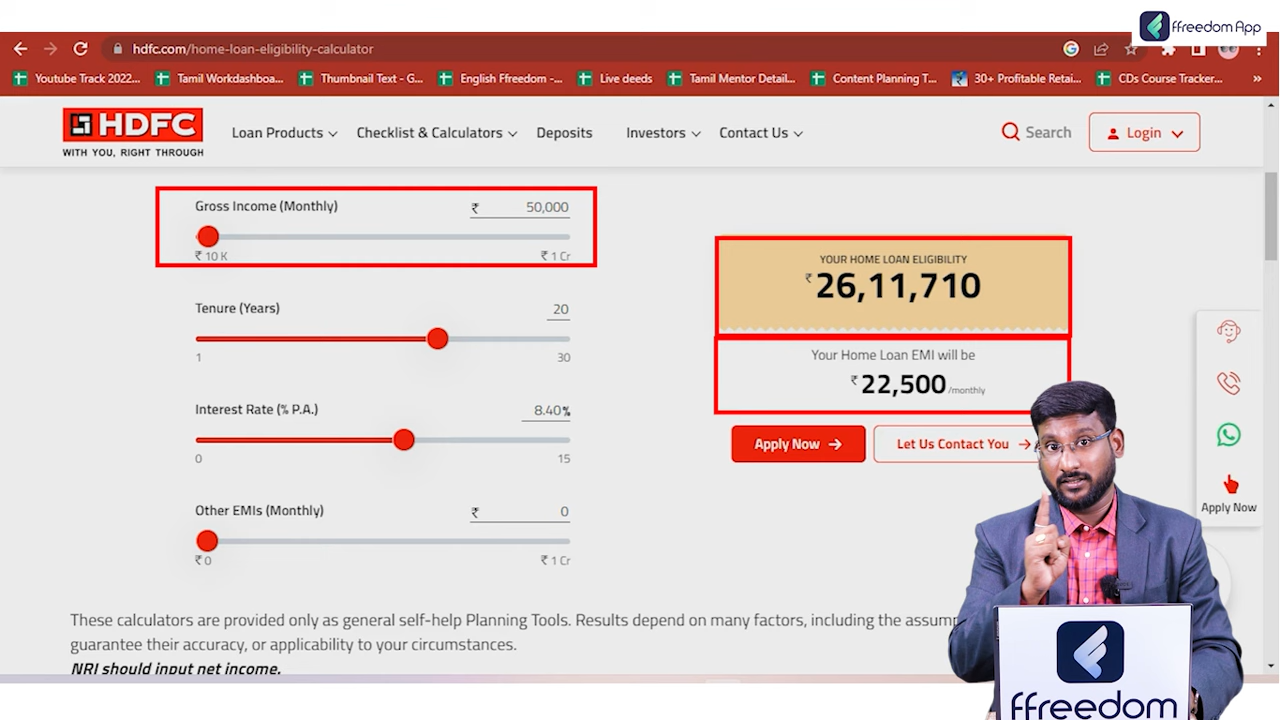 ffreedom App
hdfc.com/home-loan-eligibility-calculator
Youtube Track 2022...
Tamil Workdashboa...
Thumbnail Text - G...
English Ffreedom -...
Live deeds
Tamil Mentor Detail...
Content Planning T...
30+ Profitable Retai...
CDs Course Tracker...
»
HDFC
WITH YOU, RIGHT THROUGH
Loan Products
Checklist & Calculators
Deposits
Investors
Contact Us
Search
Login
Gross Income (Monthly)
₹ 50,000
₹ 10 K
₹ 1 Cr
Tenure (Years)
20
1
30
Interest Rate (% P.A.)
8.40%
0
15
Other EMIs (Monthly)
₹ 0
₹ 0
₹ 1 Cr
YOUR HOME LOAN ELIGIBILITY
₹26,11,710
Your Home Loan EMI will be
₹22,500 /monthly
Apply Now →
Let Us Contact You →
Apply Now
These calculators are provided only as general self-help Planning Tools. Results depend on many factors, including the
guarantee their accuracy, or applicability to your circumstances.
NRI should input net income.
ffreedom